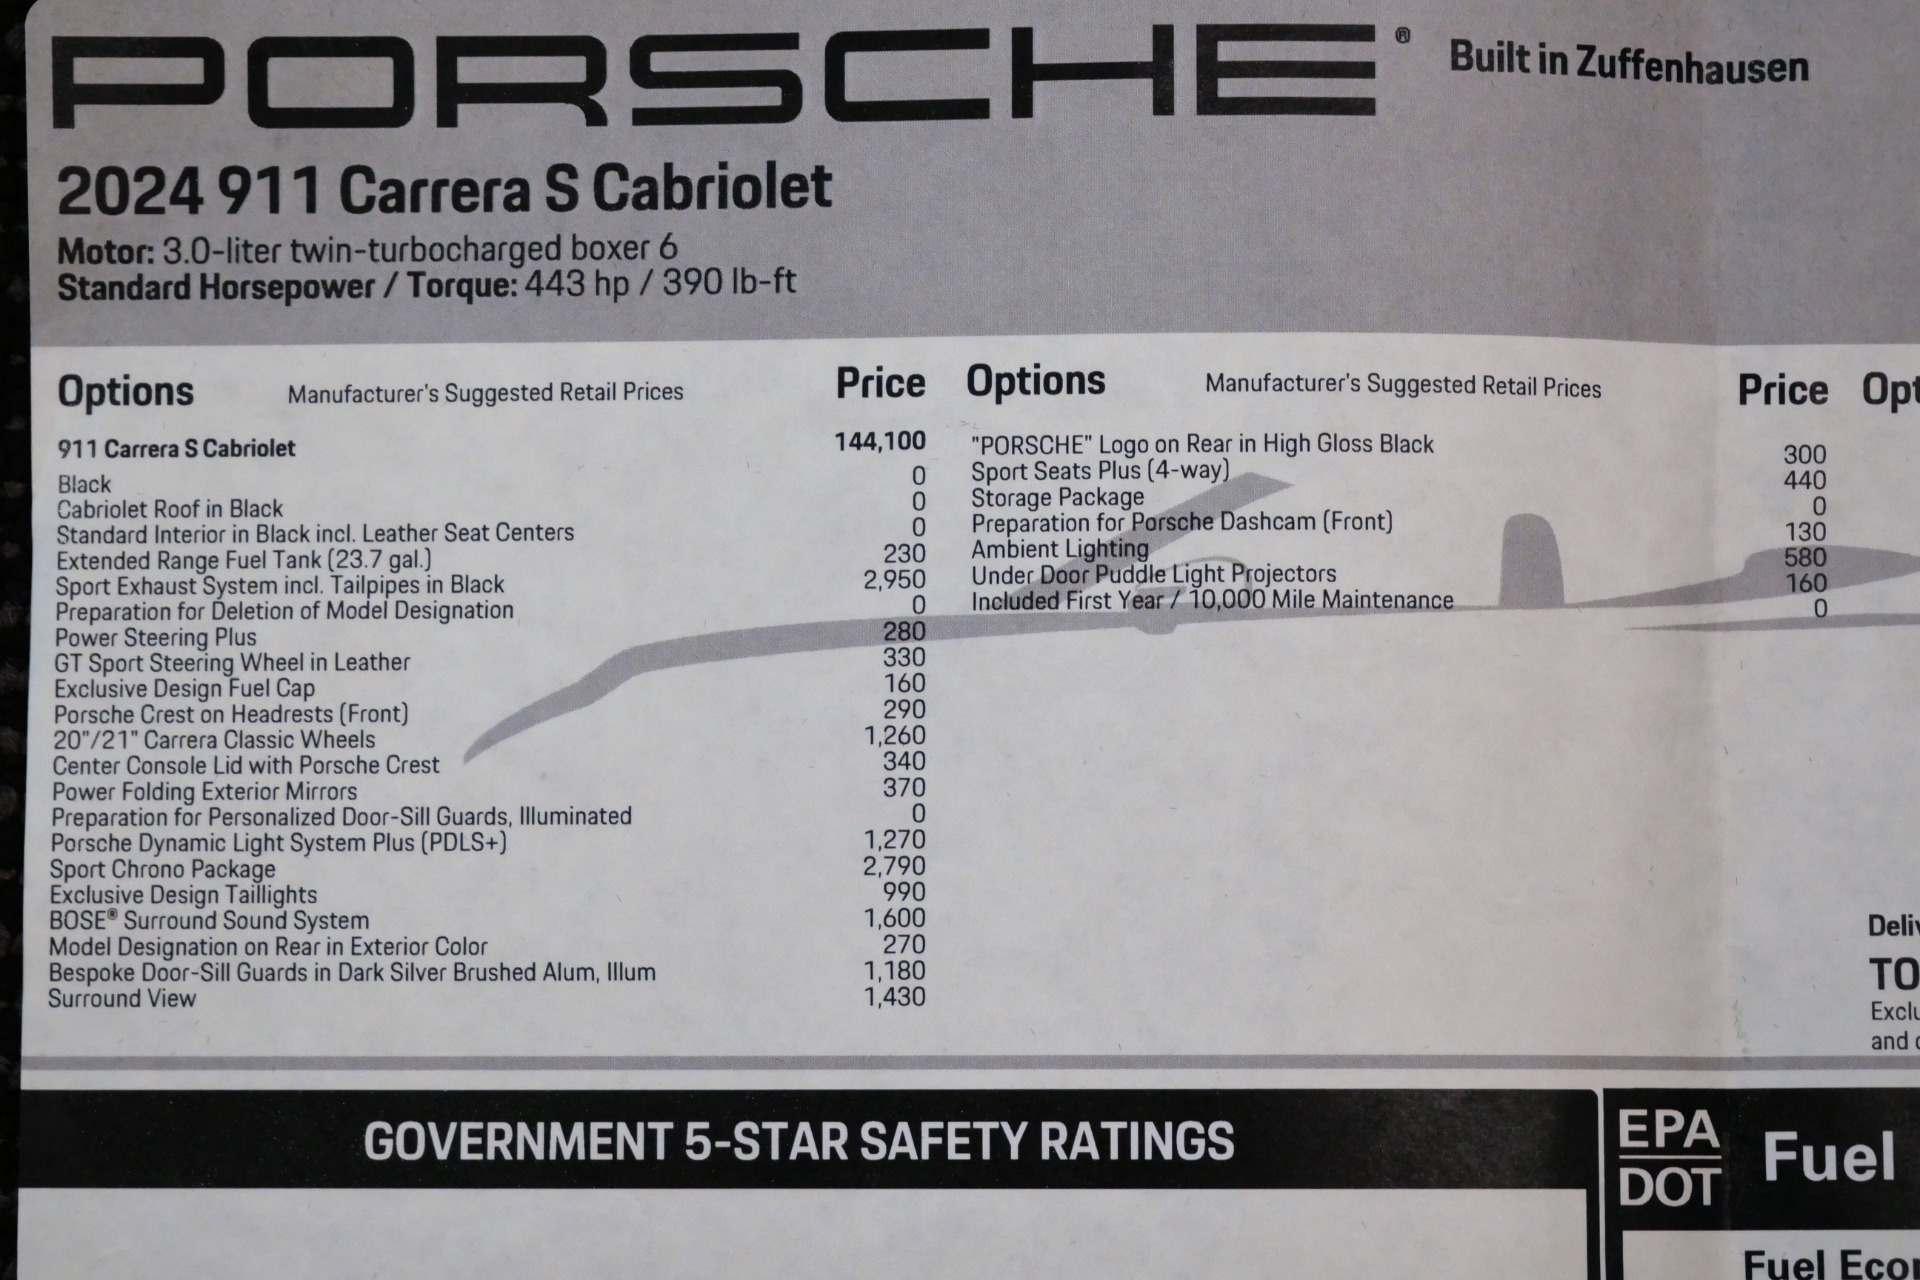 PORSCHE® Built in Zuffenhausen
2024 911 Carrera S Cabriolet
Motor: 3.0-liter twin-turbocharged boxer 6
Standard Horsepower / Torque: 443 hp / 390 lb-ft
Options Manufacturer's Suggested Retail Prices Price
911 Carrera S Cabriolet 144,100
Black 0
Cabriolet Roof in Black 0
Standard Interior in Black incl. Leather Seat Centers 0
Extended Range Fuel Tank (23.7 gal.) 230
Sport Exhaust System incl. Tailpipes in Black 2,950
Preparation for Deletion of Model Designation 0
Power Steering Plus 280
GT Sport Steering Wheel in Leather 330
Exclusive Design Fuel Cap 160
Porsche Crest on Headrests (Front) 290
20"/21" Carrera Classic Wheels 1,260
Center Console Lid with Porsche Crest 340
Power Folding Exterior Mirrors 370
Preparation for Personalized Door-Sill Guards, Illuminated 0
Porsche Dynamic Light System Plus (PDLS+) 1,270
Sport Chrono Package 2,790
Exclusive Design Taillights 990
BOSE® Surround Sound System 1,600
Model Designation on Rear in Exterior Color 270
Bespoke Door-Sill Guards in Dark Silver Brushed Alum, Illum 1,180
Surround View 1,430
Options Manufacturer's Suggested Retail Prices Price
"PORSCHE" Logo on Rear in High Gloss Black 300
Sport Seats Plus (4-way) 440
Storage Package 0
Preparation for Porsche Dashcam (Front) 130
Ambient Lighting 580
Under Door Puddle Light Projectors 160
Included First Year / 10,000 Mile Maintenance 0
Opt
Deliv
TO
Exclu
and
GOVERNMENT 5-STAR SAFETY RATINGS
EPA
DOT
Fuel
Fuel Econ